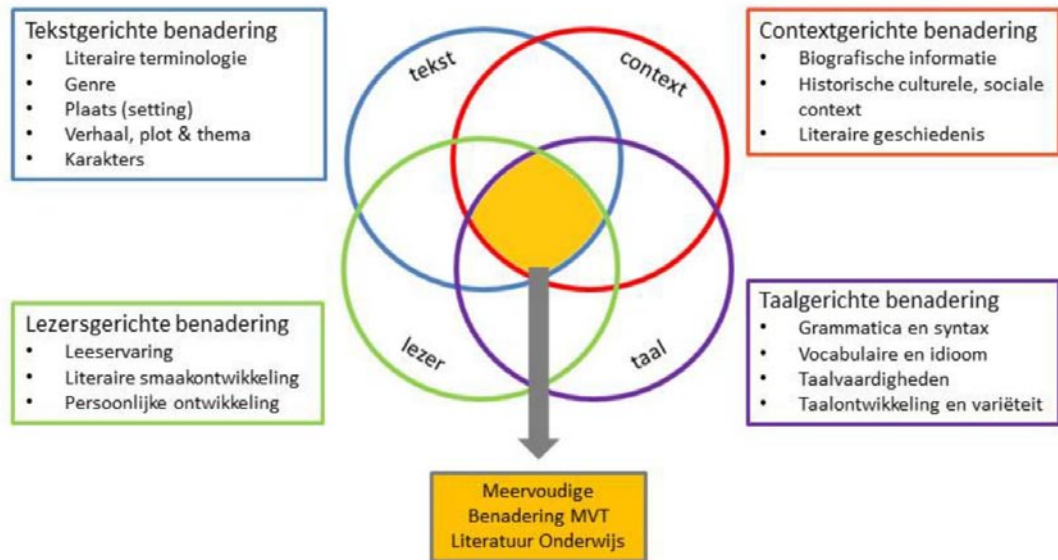 Tekstgerichte benadering
• Literaire terminologie
• Genre
• Plaats (setting)
• Verhaal, plot & thema
• Karakters
tekst
context
Contextgerichte benadering
• Biografische informatie
• Historische culturele, sociale
context
• Literaire geschiedenis
Lezersgerichte benadering
• Leeservaring
• Literaire smaakontwikkeling
• Persoonlijke ontwikkeling
lezer
taal
Taalgerichte benadering
• Grammatica en syntax
• Vocabulaire en idioom
• Taalvaardigheden
• Taalontwikkeling en variëteit
Meervoudige
Benadering MVT
Literatuur Onderwijs